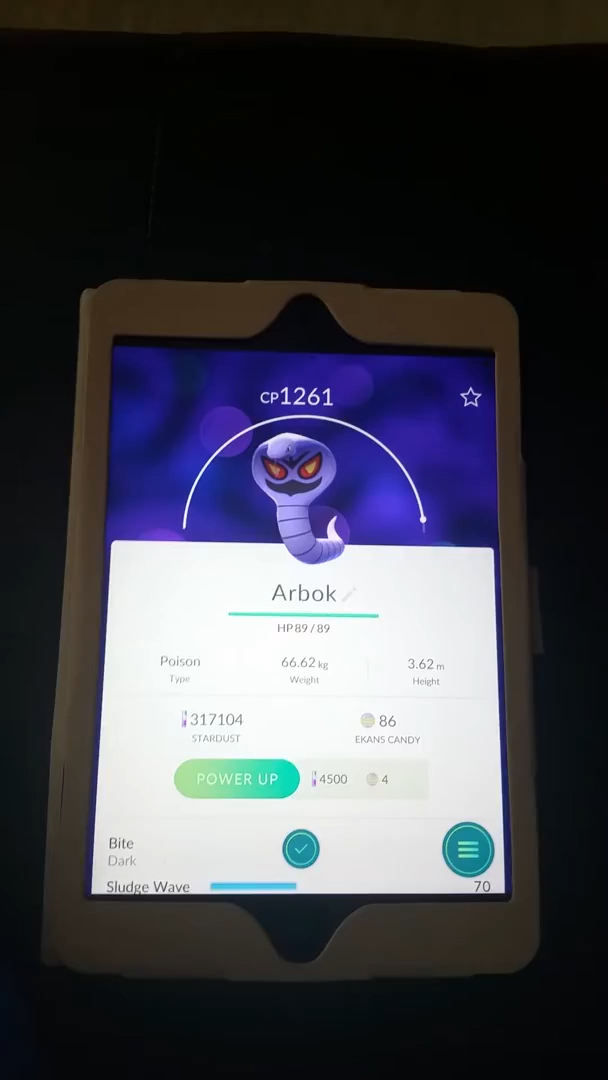 CP1261
Arbok
HP 89 / 89
Poison 66.62 kg 3.62 m
Type Weight Height
317104 86
STARDUST EKANS CANDY
POWER UP 4500 4
Bite
Dark
Sludge Wave 70